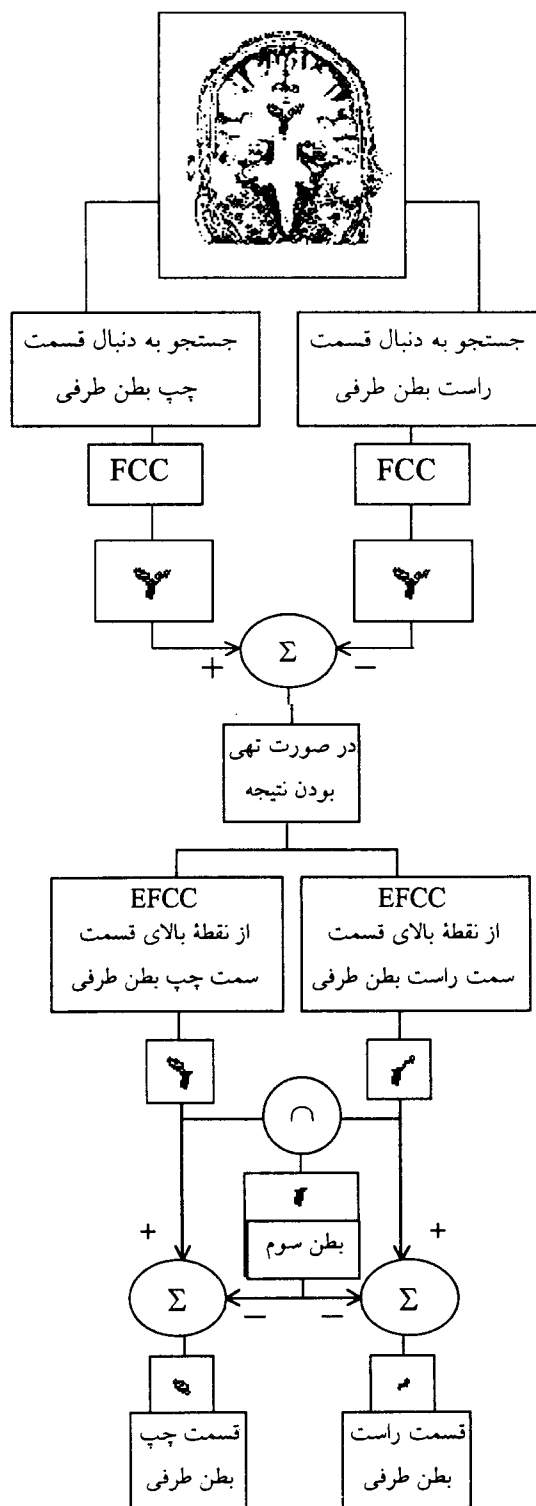 جستجو به دنبال قسمت
راست بطن طرفی
جستجو به دنبال قسمت
چپ بطن طرفی
FCC
FCC
+
Σ
−
در صورت تهی
بودن نتیجه
EFCC
از نقطۀ بالای قسمت
سمت راست بطن طرفی
EFCC
از نقطۀ بالای قسمت
سمت چپ بطن طرفی
∩
بطن سوم
+
+
Σ
−
−
Σ
قسمت راست
بطن طرفی
قسمت چپ
بطن طرفی